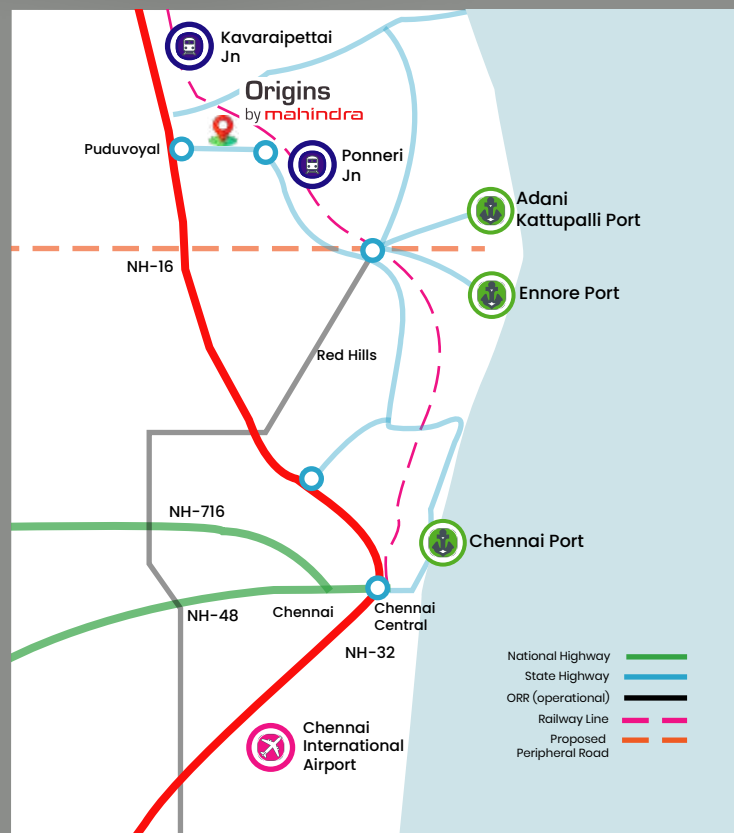 Kavaraipettai
Jn
Origins
by mahindra
Puduvoyal
Ponneri
Jn
Adani
Kattupalli Port
NH-16
Ennore Port
Red Hills
NH-716
Chennai Port
NH-48
Chennai
Chennai
Central
NH-32
National Highway
State Highway
ORR (operational)
Railway Line
Proposed
Peripheral Road
Chennai
International
Airport